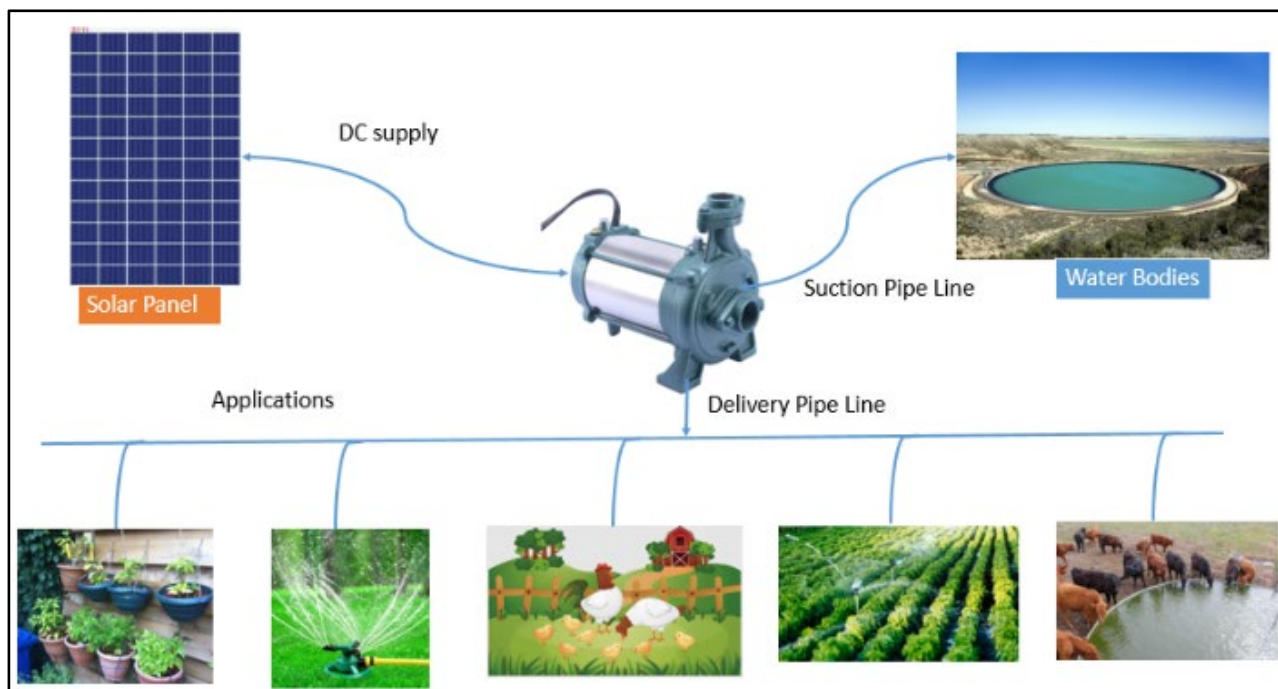 DC supply
Solar Panel
Suction Pipe Line
Water Bodies
Applications
Delivery Pipe Line